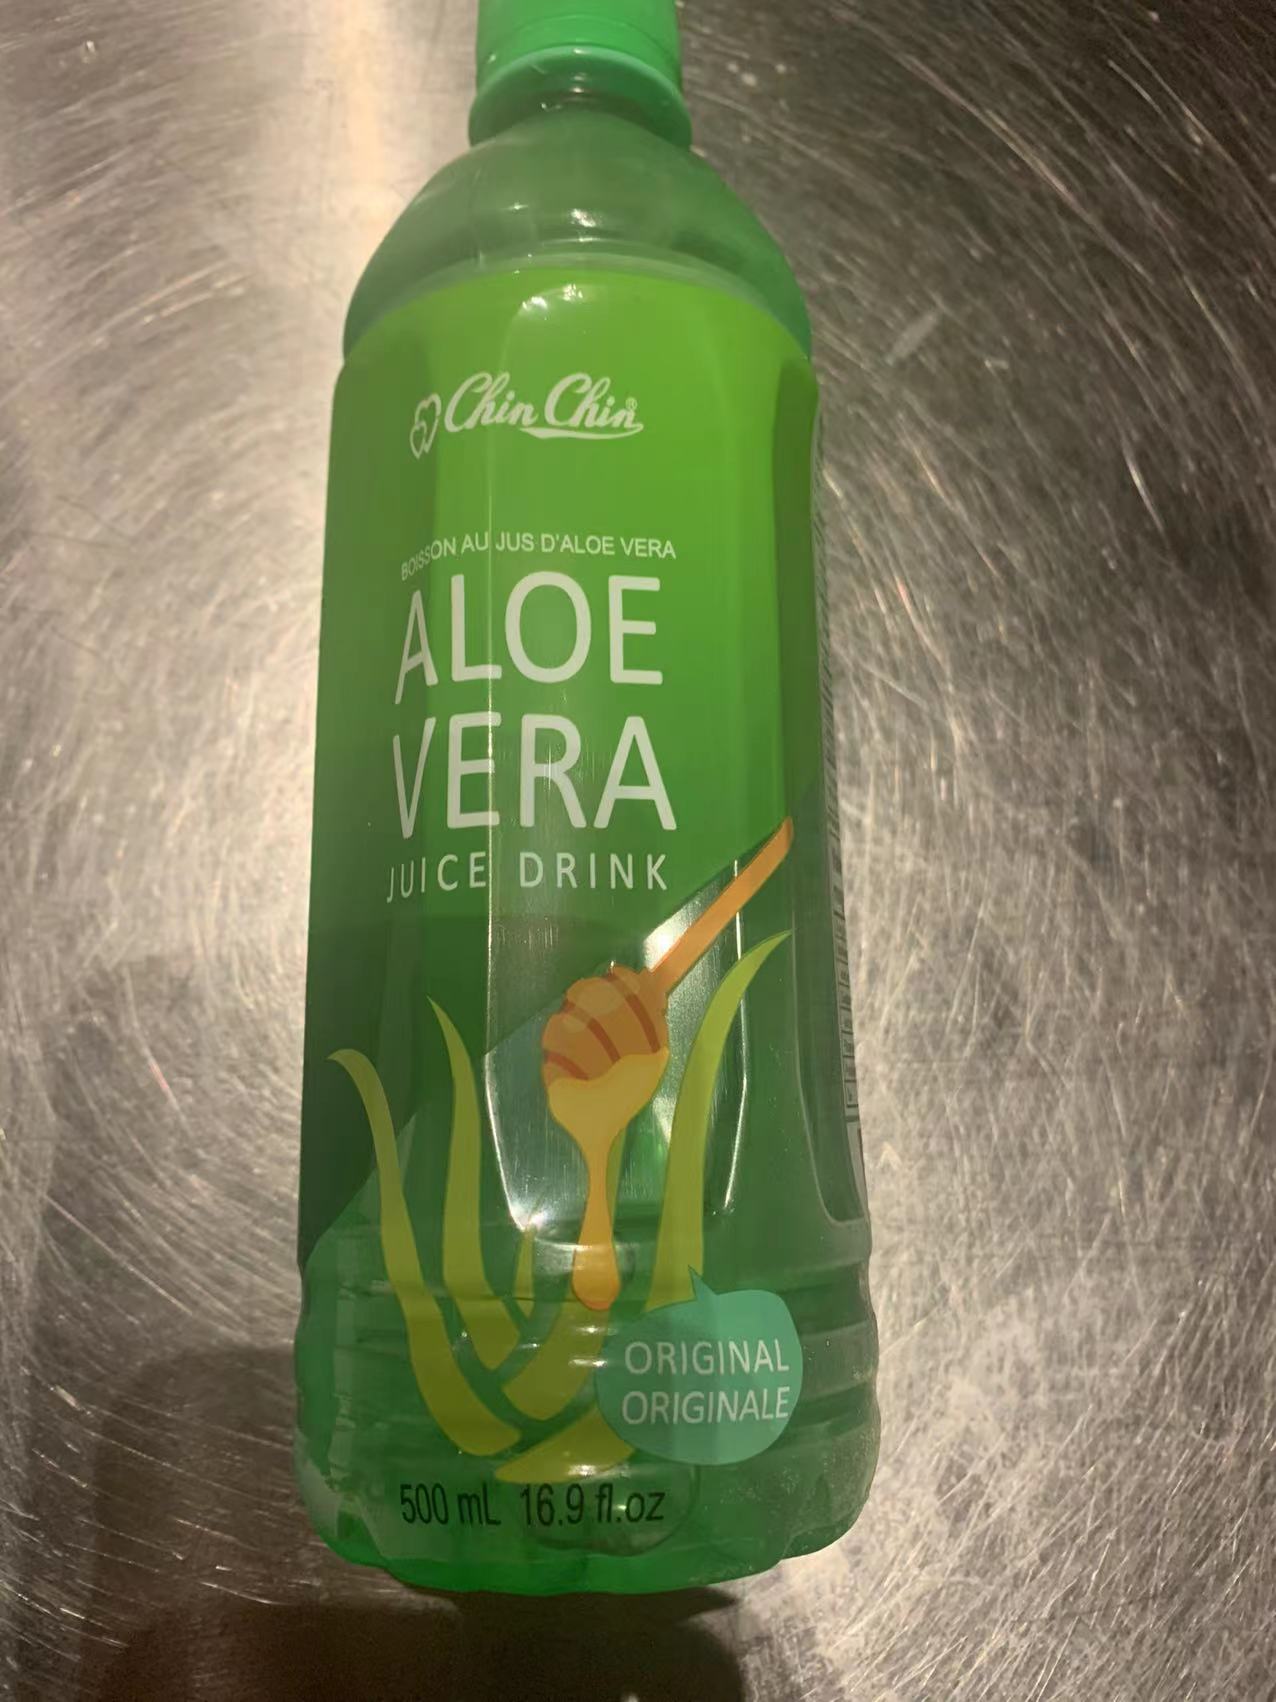 Chin Chin®
BOISSON AU JUS D'ALOE VERA
ALOE
VERA
JUICE DRINK
ORIGINAL
ORIGINALE
500 mL 16.9 fl.oz